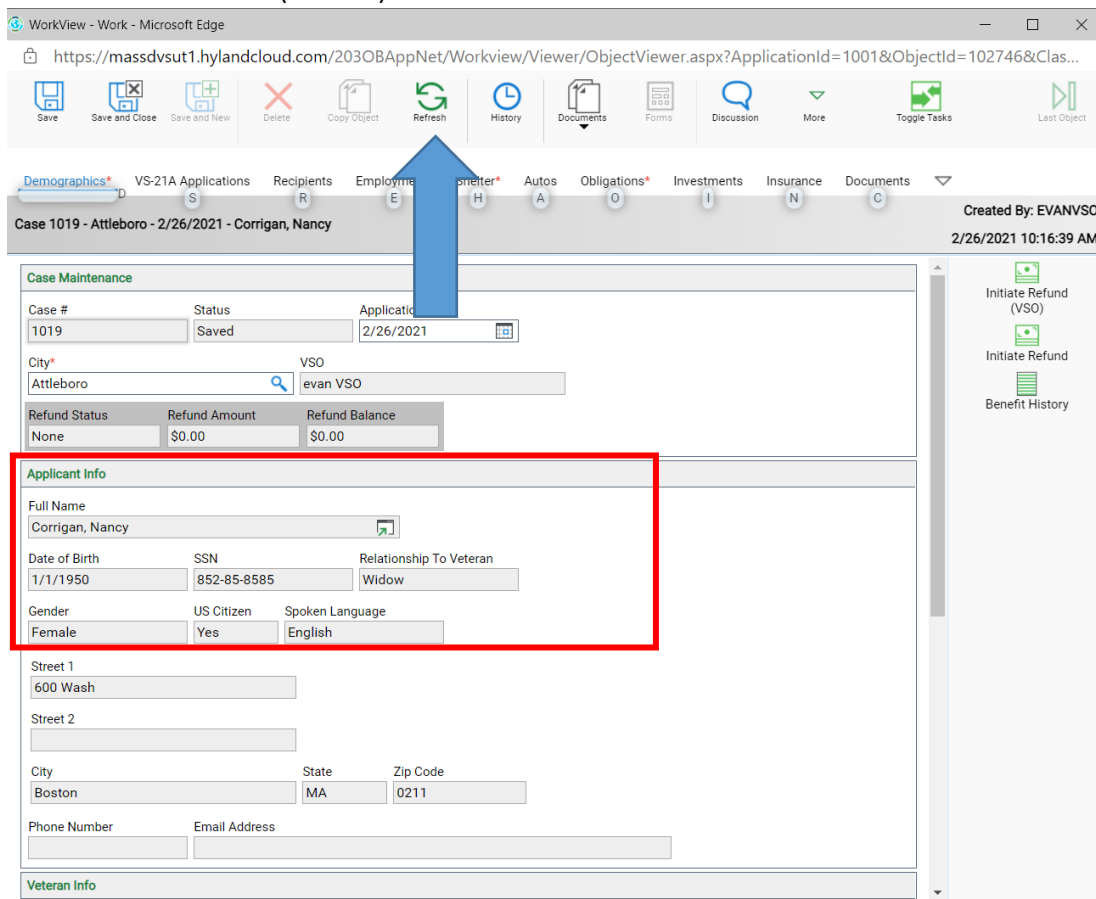 WorkView - Work - Microsoft Edge
https://massdvsut1.hylandcloud.com/203OBAppNet/Workview/Viewer/ObjectViewer.aspx?ApplicationId=1001&ObjectId=102746&Clas...
Save Save and Close Save and New Delete Copy Object Refresh History Documents Forms Discussion More Toggle Tasks Last Object
Demographics* VS-21A Applications Recipients Employme Shelter* Autos Obligations* Investments Insurance Documents
D S R E H A O I N C
Case 1019 - Attleboro - 2/26/2021 - Corrigan, Nancy
Created By: EVANVSO
2/26/2021 10:16:39 AM
Case Maintenance
Case # Status Applicatio
1019 Saved 2/26/2021
City* VSO
Attleboro evan VSO
Refund Status Refund Amount Refund Balance
None $0.00 $0.00
Initiate Refund
(VSO)
Initiate Refund
Benefit History
Applicant Info
Full Name
Corrigan, Nancy
Date of Birth SSN Relationship To Veteran
1/1/1950 852-85-8585 Widow
Gender US Citizen Spoken Language
Female Yes English
Street 1
600 Wash
Street 2
City State Zip Code
Boston MA 0211
Phone Number Email Address
Veteran Info